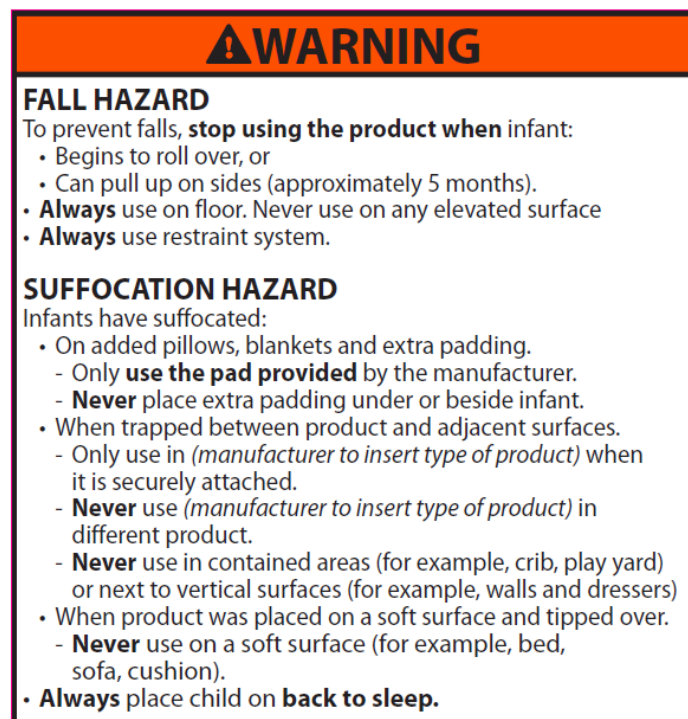 ⚠WARNING
FALL HAZARD
To prevent falls, stop using the product when infant:
• Begins to roll over, or
• Can pull up on sides (approximately 5 months).
• Always use on floor. Never use on any elevated surface
• Always use restraint system.
SUFFOCATION HAZARD
Infants have suffocated:
• On added pillows, blankets and extra padding.
- Only use the pad provided by the manufacturer.
- Never place extra padding under or beside infant.
• When trapped between product and adjacent surfaces.
- Only use in (manufacturer to insert type of product) when
it is securely attached.
- Never use (manufacturer to insert type of product) in
different product.
- Never use in contained areas (for example, crib, play yard)
or next to vertical surfaces (for example, walls and dressers)
• When product was placed on a soft surface and tipped over.
- Never use on a soft surface (for example, bed,
sofa, cushion).
• Always place child on back to sleep.